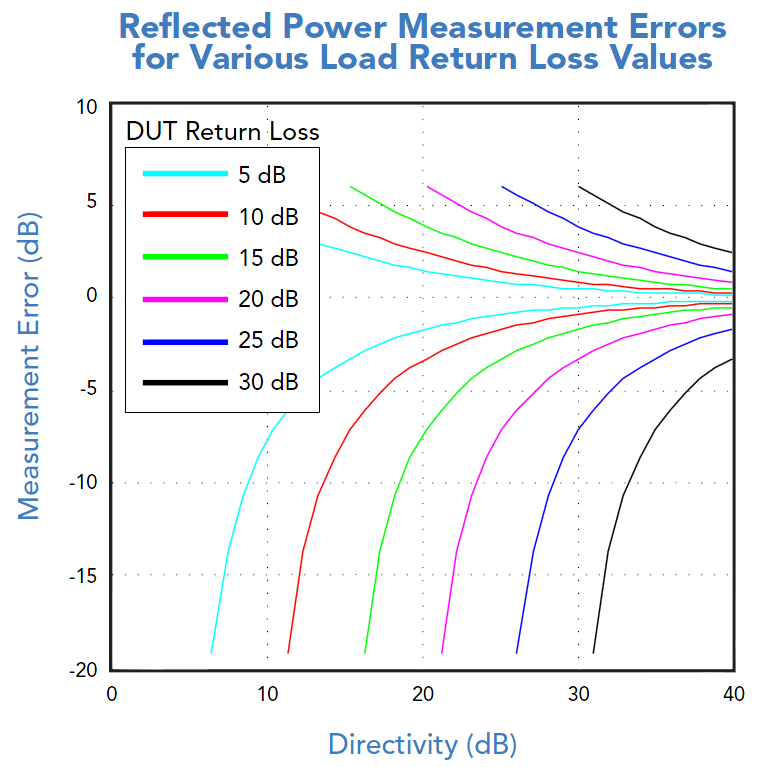 Reflected Power Measurement Errors
for Various Load Return Loss Values
10
5
0
-5
-10
-15
-20
Measurement Error (dB)
DUT Return Loss
5 dB
10 dB
15 dB
20 dB
25 dB
30 dB
0 10 20 30 40
Directivity (dB)